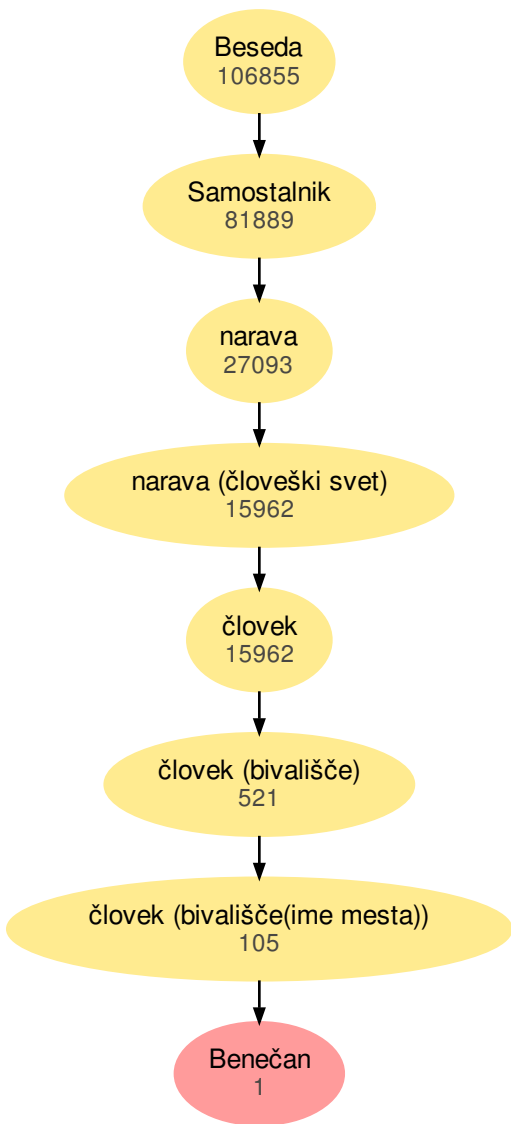 Beseda
106855
Samostalnik
81889
narava
27093
narava (človeški svet)
15962
človek
15962
človek (bivališče)
521
človek (bivališče(ime mesta))
105
Benečan
1